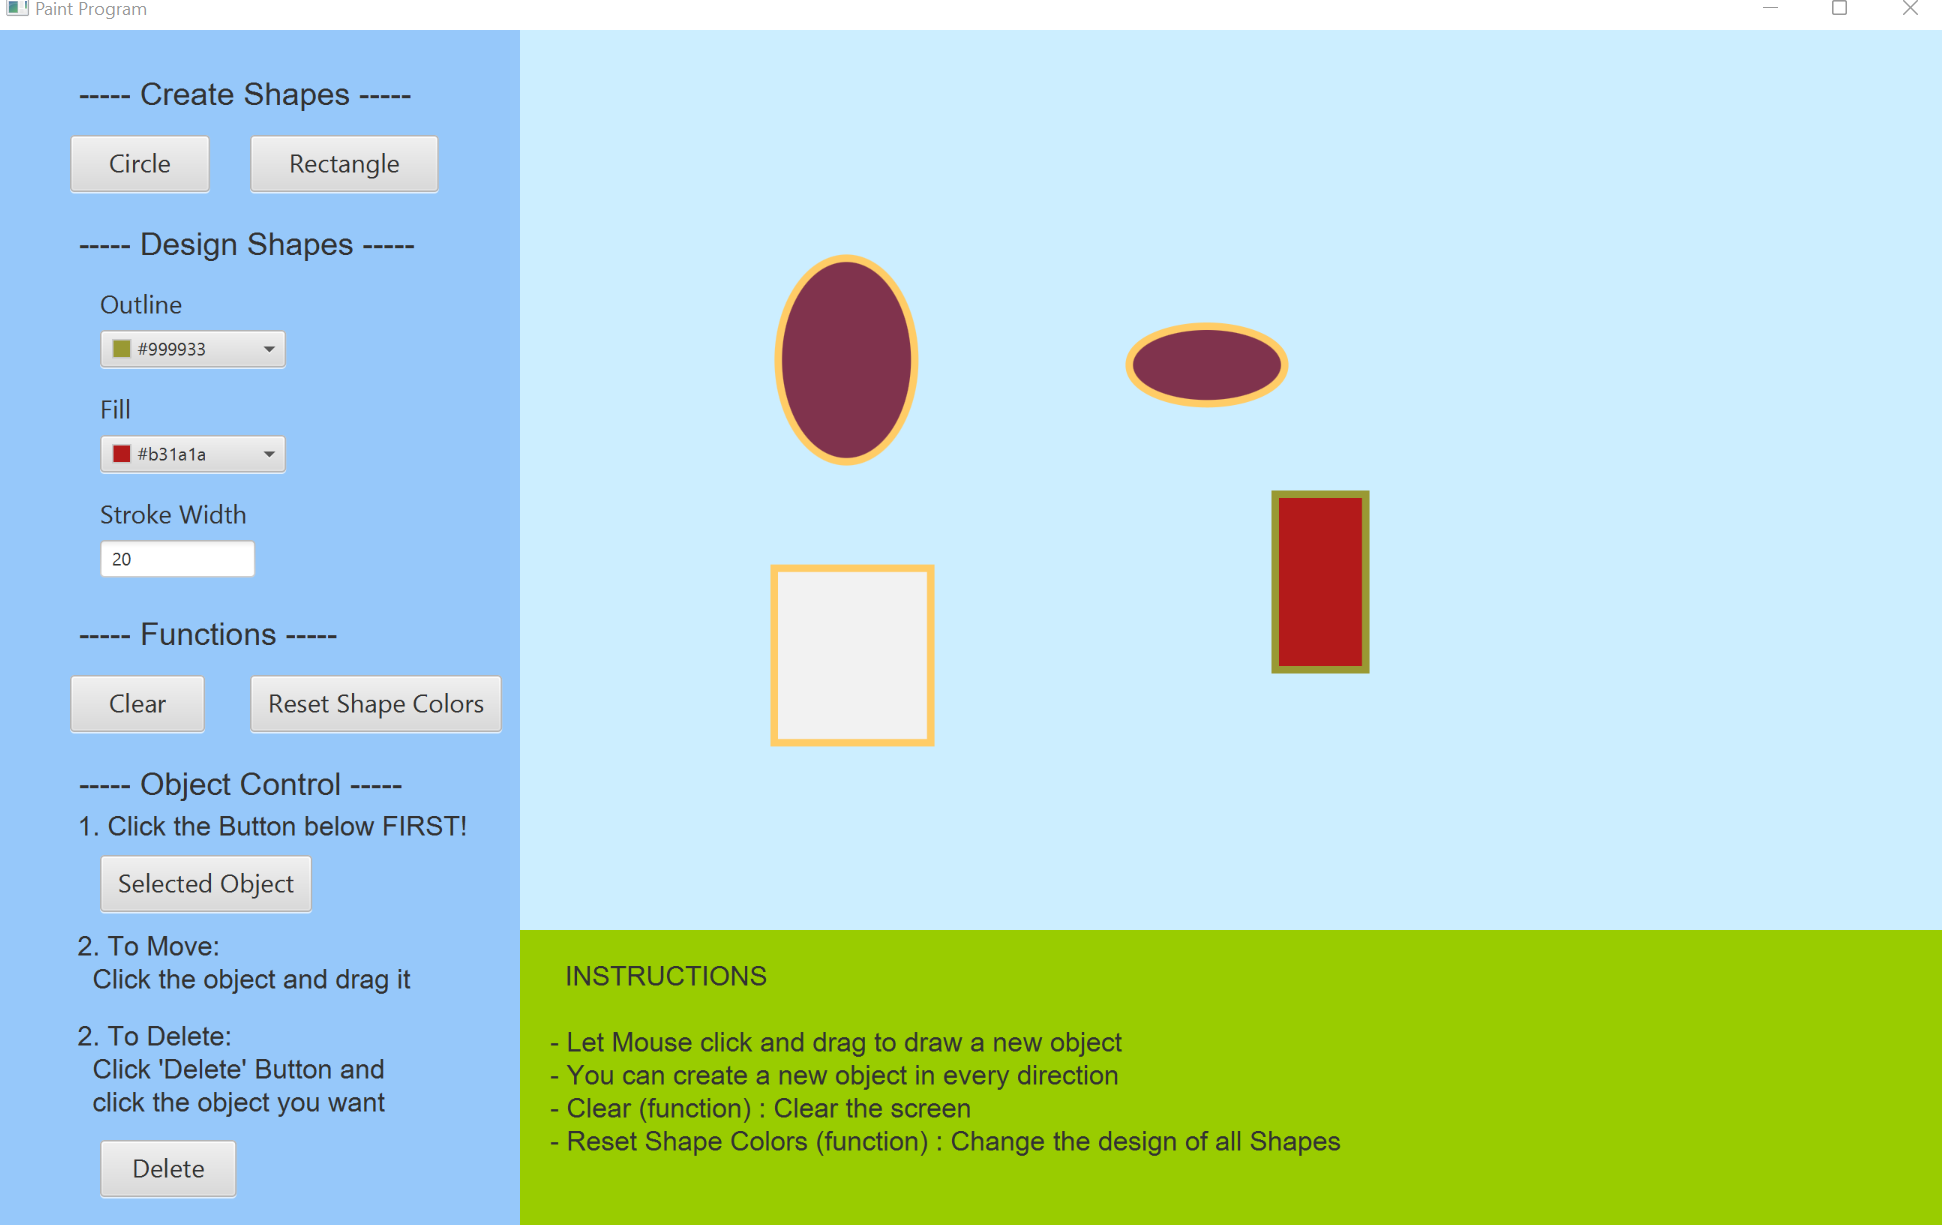 Paint Program
----- Create Shapes -----
Circle
Rectangle
----- Design Shapes -----
Outline
#999933
Fill
#b31a1a
Stroke Width
20
----- Functions -----
Clear
Reset Shape Colors
----- Object Control -----
1. Click the Button below FIRST!
Selected Object
2. To Move:
Click the object and drag it
2. To Delete:
Click 'Delete' Button and
click the object you want
Delete
INSTRUCTIONS
- Let Mouse click and drag to draw a new object
- You can create a new object in every direction
- Clear (function) : Clear the screen
- Reset Shape Colors (function) : Change the design of all Shapes